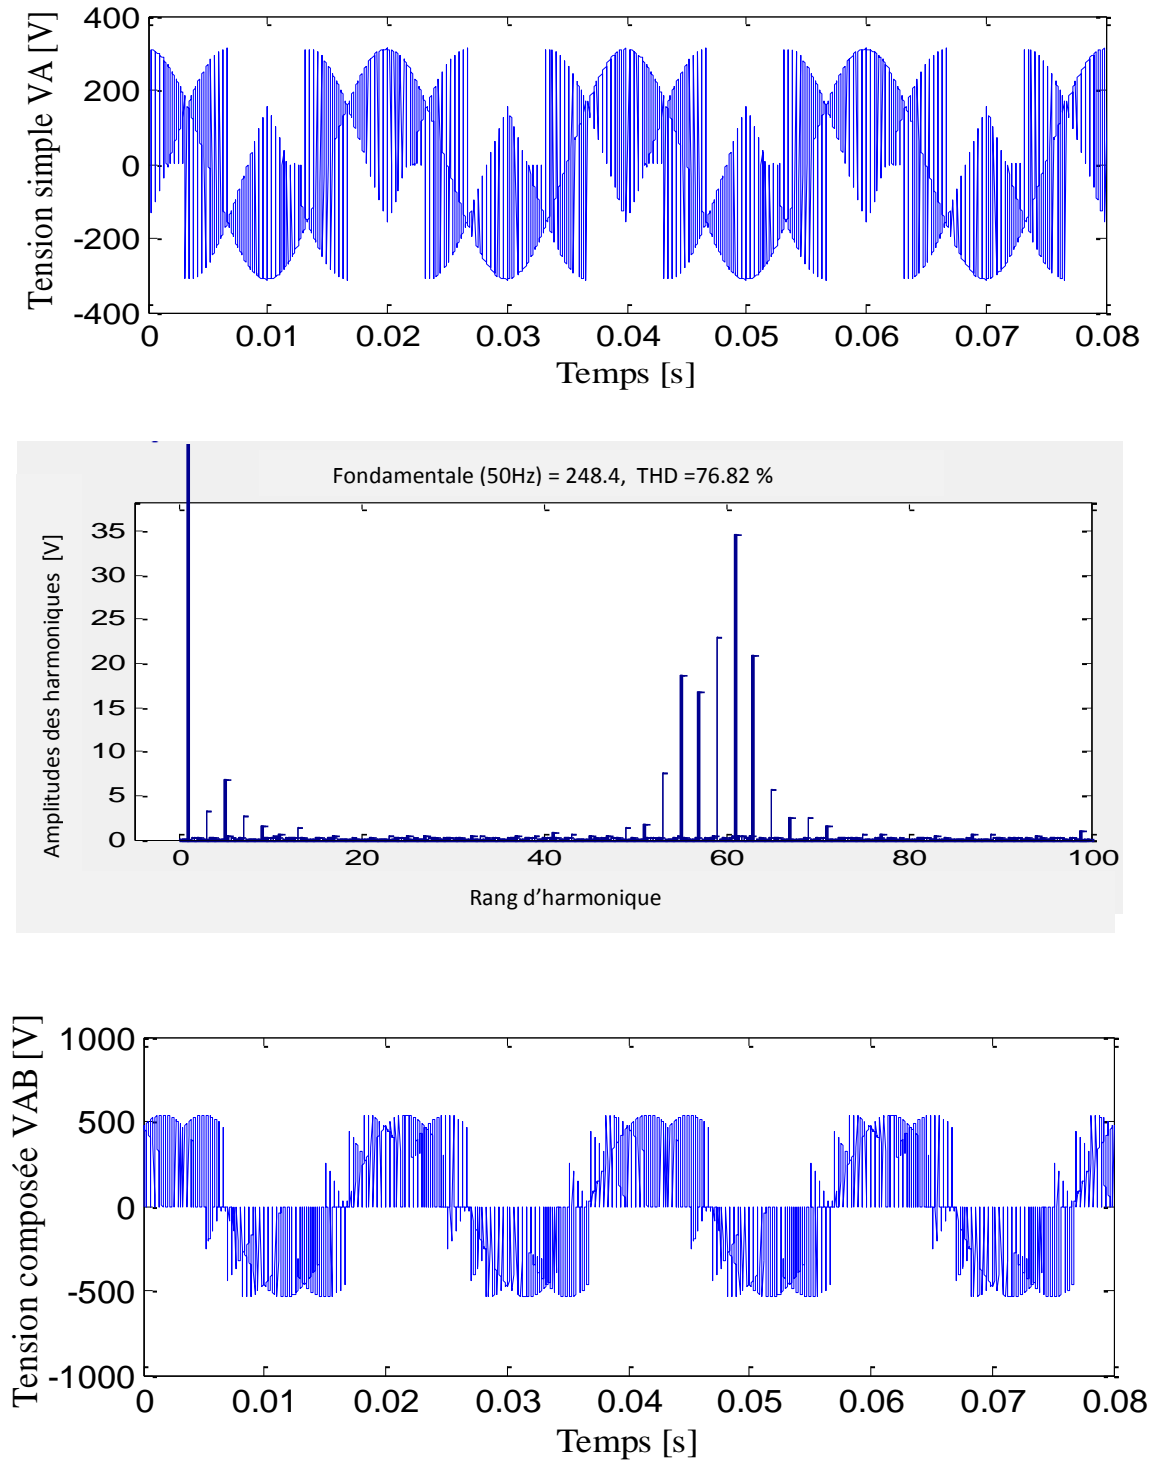 Tension simple VA [V]
400
200
0
-200
-400
0 0.01 0.02 0.03 0.04 0.05 0.06 0.07 0.08
Temps [s]
Fondamentale (50Hz) = 248.4, THD =76.82 %
Amplitudes des harmoniques [V]
35
30
25
20
15
10
5
0
0 20 40 60 80 100
Rang d’harmonique
Tension composée VAB [V]
1000
500
0
-500
-1000
0 0.01 0.02 0.03 0.04 0.05 0.06 0.07 0.08
Temps [s]